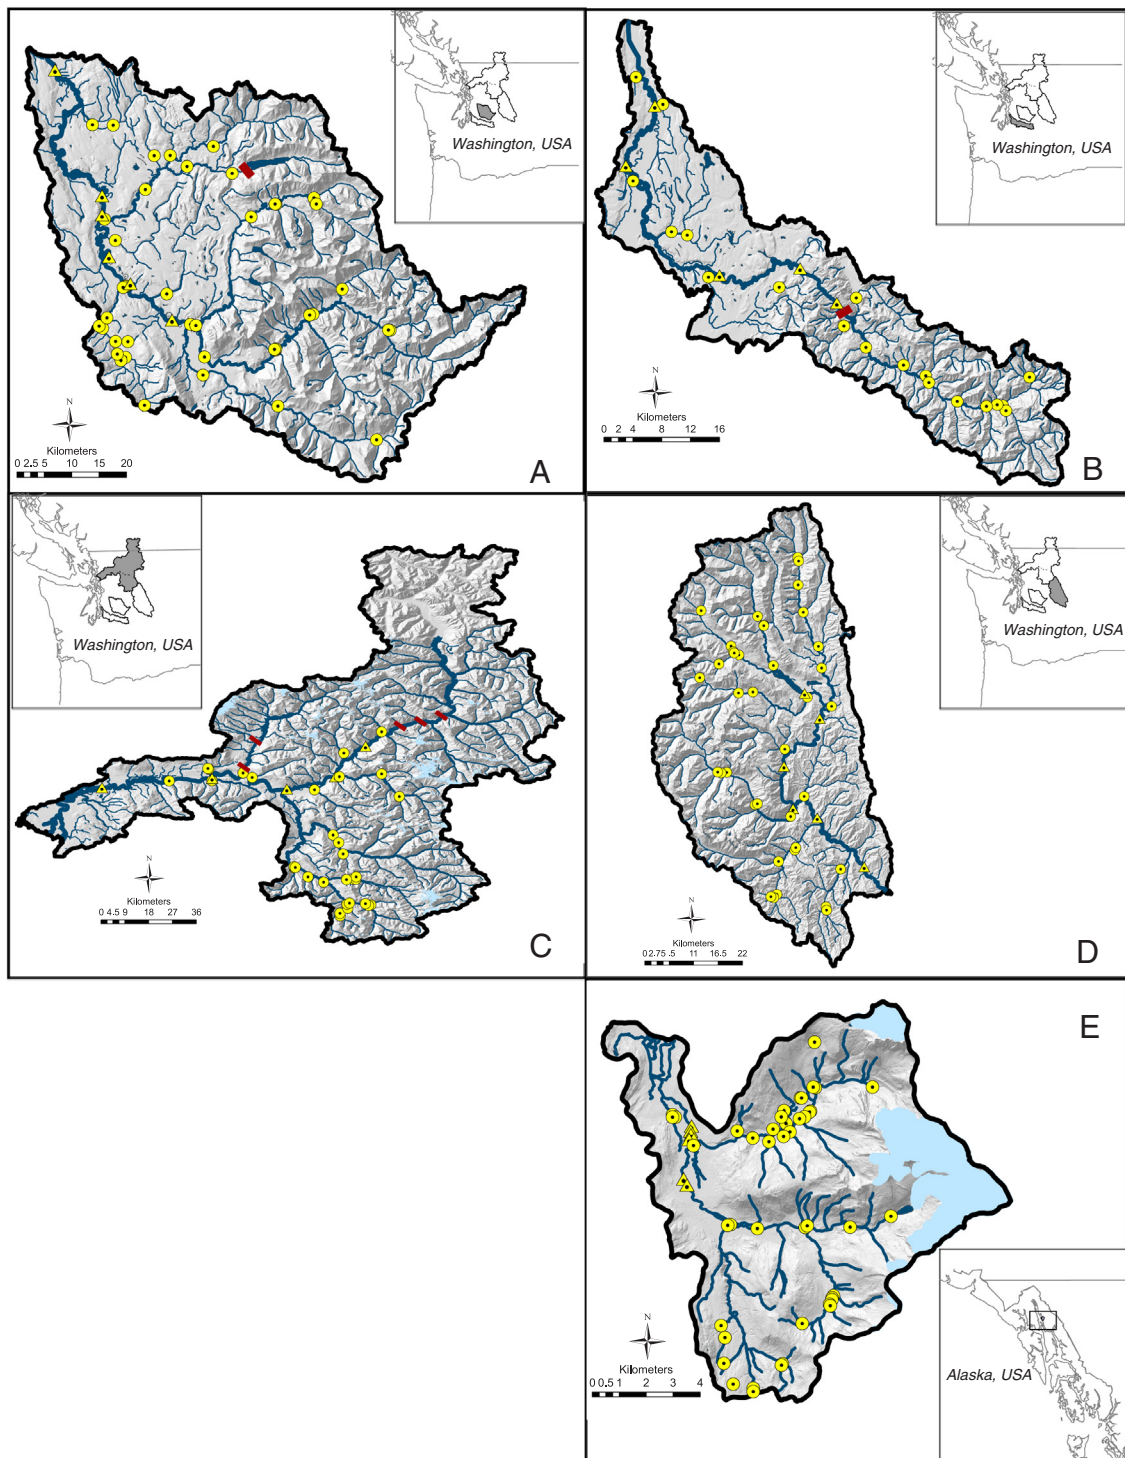 Washington, USA
N
Kilometers
0 2.5 5 10 15 20
A
Washington, USA
N
Kilometers
0 2 4 8 12 16
B
Washington, USA
N
Kilometers
0 4.5 9 18 27 36
C
Washington, USA
N
Kilometers
0 2.75 5.5 11 16.5 22
D
E
N
Kilometers
0 0.5 1 2 3 4
Alaska, USA